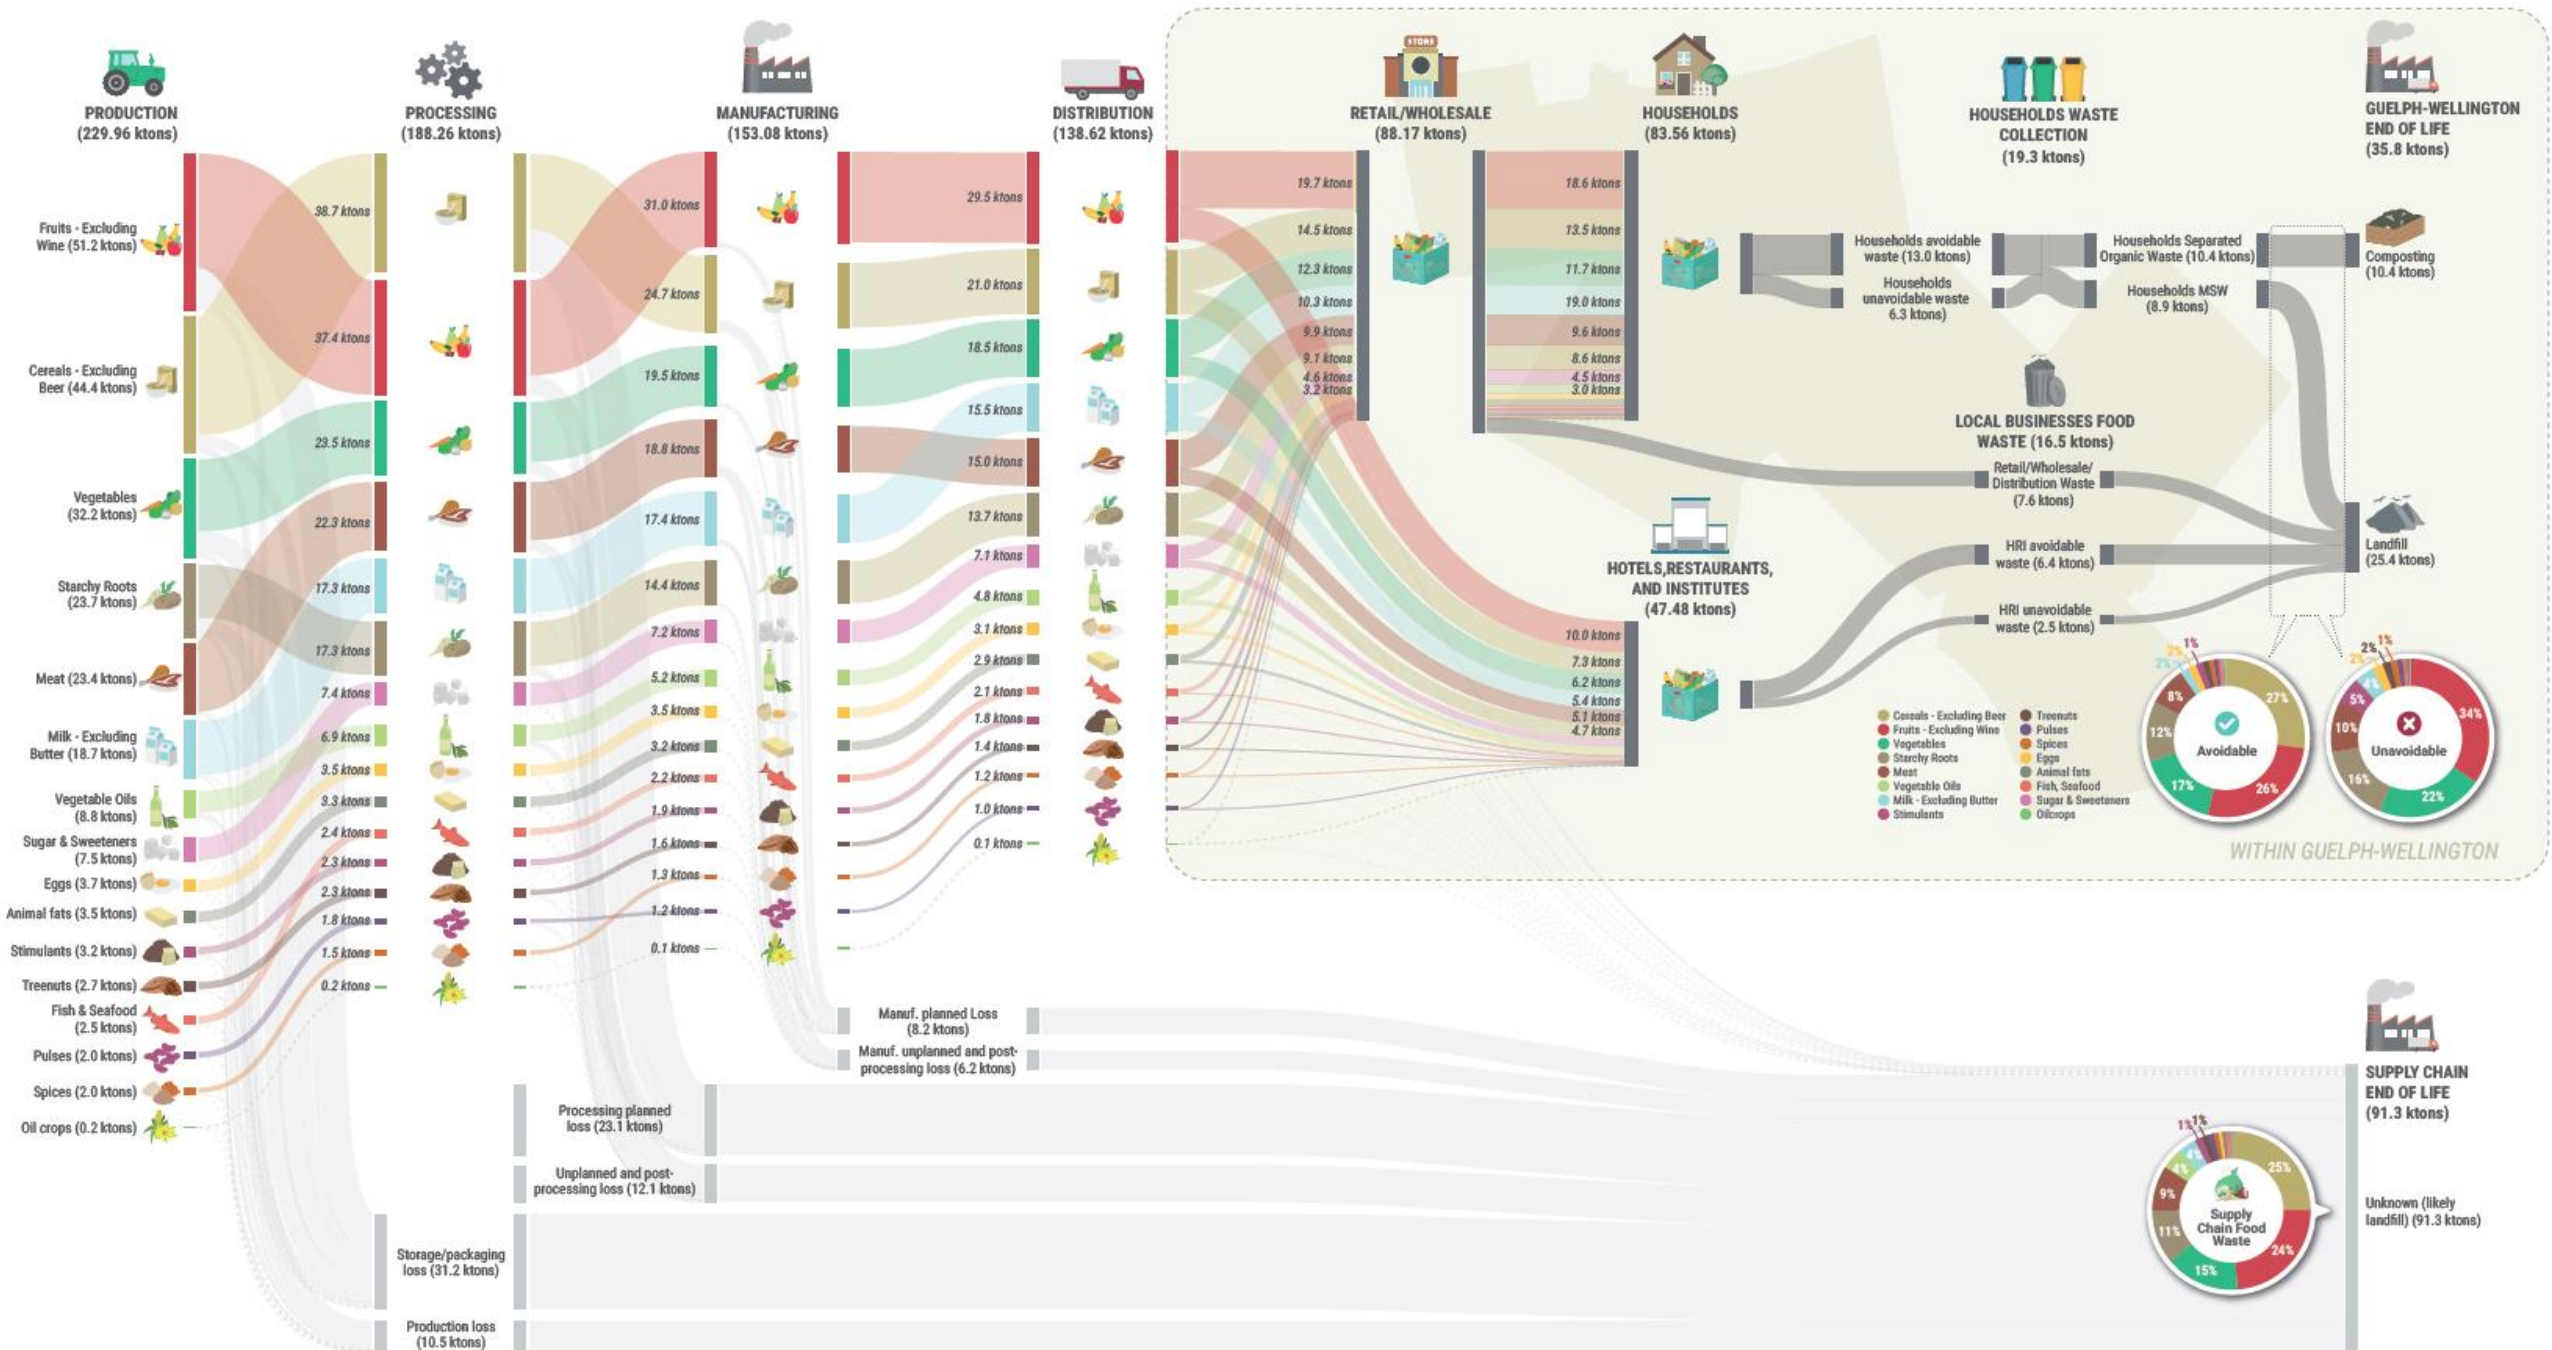 PRODUCTION
(229.96 ktons)
Fruits - Excluding
Wine (51.2 ktons)
Cereals - Excluding
Beer (44.4 ktons)
Vegetables
(32.2 ktons)
Starchy Roots
(23.7 ktons)
Meat (23.4 ktons)
Milk - Excluding
Butter (18.7 ktons)
Vegetable Oils
(8.8 ktons)
Sugar & Sweeteners
(7.5 ktons)
Eggs (3.7 ktons)
Animal fats (3.5 ktons)
Stimulants (3.2 ktons)
Treenuts (2.7 ktons)
Fish & Seafood
(2.5 ktons)
Pulses (2.0 ktons)
Spices (2.0 ktons)
Oil crops (0.2 ktons)
PROCESSING
(188.26 ktons)
38.7 ktons
37.4 ktons
23.5 ktons
22.3 ktons
17.3 ktons
17.3 ktons
7.4 ktons
6.9 ktons
3.5 ktons
3.3 ktons
2.4 ktons
2.3 ktons
2.3 ktons
1.8 ktons
1.5 ktons
0.2 ktons
Storage/packaging
loss (31.2 ktons)
Production loss
(10.5 ktons)
MANUFACTURING
(153.08 ktons)
31.0 ktons
24.7 ktons
19.5 ktons
18.8 ktons
17.4 ktons
14.4 ktons
7.2 ktons
5.2 ktons
3.5 ktons
3.2 ktons
2.2 ktons
1.9 ktons
1.6 ktons
1.3 ktons
1.2 ktons
0.1 ktons
Processing planned
loss (23.1 ktons)
Unplanned and post-
processing loss (12.1 ktons)
DISTRIBUTION
(138.62 ktons)
29.5 ktons
21.0 ktons
18.5 ktons
15.5 ktons
15.0 ktons
13.7 ktons
7.1 ktons
4.8 ktons
3.1 ktons
2.9 ktons
2.1 ktons
1.8 ktons
1.4 ktons
1.2 ktons
1.0 ktons
0.1 ktons
Manuf. planned Loss
(8.2 ktons)
Manuf. unplanned and post-
processing loss (6.2 ktons)
STORE
RETAIL/WHOLESALE
(88.17 ktons)
19.7 ktons
14.5 ktons
12.3 ktons
10.3 ktons
9.9 ktons
9.1 ktons
4.6 ktons
3.2 ktons
HOUSEHOLDS
(83.56 ktons)
18.6 ktons
13.5 ktons
11.7 ktons
19.0 ktons
9.6 ktons
8.6 ktons
4.5 ktons
3.0 ktons
HOTELS,RESTAURANTS,
AND INSTITUTES
(47.48 ktons)
10.0 ktons
7.3 ktons
6.2 ktons
5.4 ktons
5.1 ktons
4.7 ktons
HOUSEHOLDS WASTE
COLLECTION
(19.3 ktons)
Households avoidable
waste (13.0 ktons)
Households
unavoidable waste
6.3 ktons)
Households Separated
Organic Waste (10.4 ktons)
Households MSW
(8.9 ktons)
LOCAL BUSINESSES FOOD
WASTE (16.5 ktons)
Retail/Wholesale/
Distribution Waste
(7.6 ktons)
HRI avoidable
waste (6.4 ktons)
HRI unavoidable
waste (2.5 ktons)
GUELPH-WELLINGTON
END OF LIFE
(35.8 ktons)
Composting
(10.4 ktons)
Landfill
(25.4 ktons)
Cereals - Excluding Beer
Fruits - Excluding Wine
Vegetables
Starchy Roots
Meat
Vegetable Oils
Milk - Excluding Butter
Stimulants
Treenuts
Pulses
Spices
Eggs
Animal fats
Fish, Seafood
Sugar & Sweeteners
Oilcrops
Avoidable
27%
26%
17%
12%
8%
2%
2%
1%
Unavoidable
34%
22%
16%
10%
5%
4%
2%
2%
1%
WITHIN GUELPH-WELLINGTON
SUPPLY CHAIN
END OF LIFE
(91.3 ktons)
Unknown (likely
landfill) (91.3 ktons)
Supply
Chain Food
Waste
25%
24%
15%
11%
9%
4%
4%
1%
1%